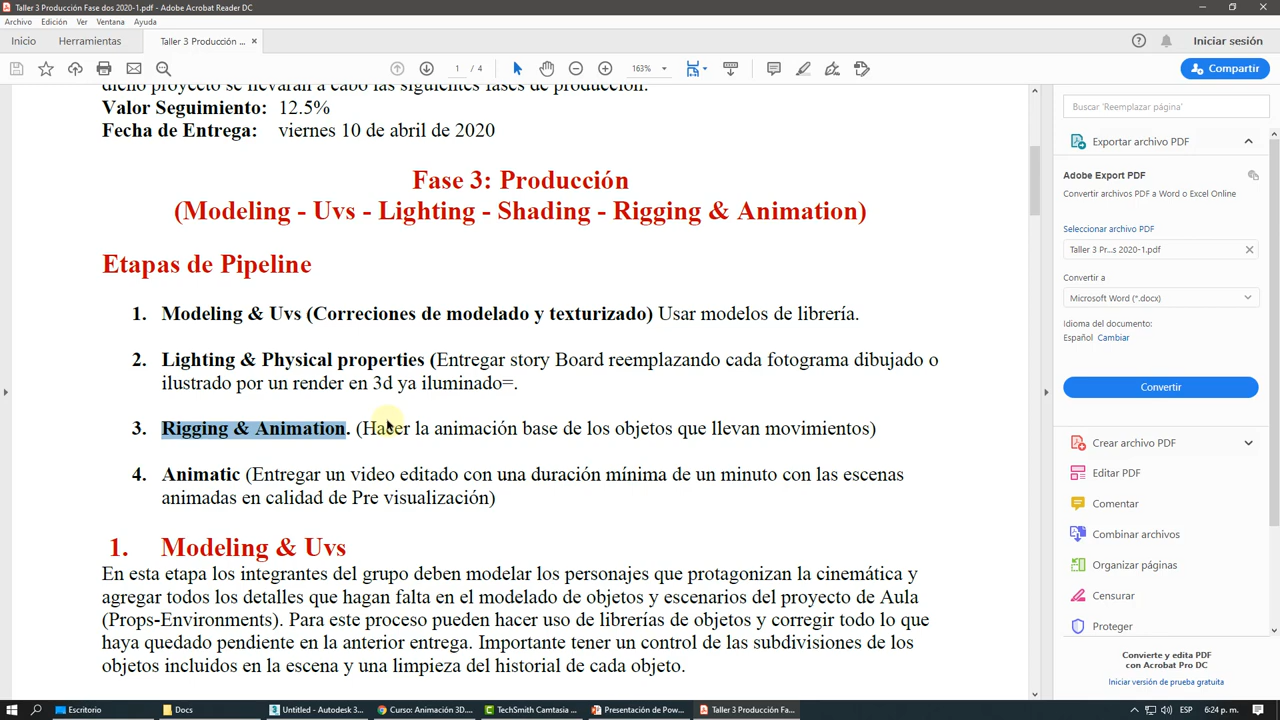 Taller 3 Producción Fase dos 2020-1.pdf - Adobe Acrobat Reader DC
Archivo Edición Ver Ventana Ayuda
Inicio Herramientas Taller 3 Producción ... × Iniciar sesión
1 / 4 163% Compartir
dicho proyecto se llevarán a cabo las siguientes fases de producción.
Valor Seguimiento: 12.5%
Fecha de Entrega: viernes 10 de abril de 2020
Fase 3: Producción
(Modeling - Uvs - Lighting - Shading - Rigging & Animation)
Etapas de Pipeline
1. Modeling & Uvs (Correciones de modelado y texturizado) Usar modelos de librería.
2. Lighting & Physical properties (Entregar story Board reemplazando cada fotograma dibujado o
ilustrado por un render en 3d ya iluminado=.
3. Rigging & Animation. (Hacer la animación base de los objetos que llevan movimientos)
4. Animatic (Entregar un video editado con una duración mínima de un minuto con las escenas
animadas en calidad de Pre visualización)
1. Modeling & Uvs
En esta etapa los integrantes del grupo deben modelar los personajes que protagonizan la cinemática y
agregar todos los detalles que hagan falta en el modelado de objetos y escenarios del proyecto de Aula
(Props-Environments). Para este proceso pueden hacer uso de librerías de objetos y corregir todo lo que
haya quedado pendiente en la anterior entrega. Importante tener un control de las subdivisiones de los
objetos incluidos en la escena y una limpieza del historial de cada objeto.
Buscar 'Reemplazar página'
Exportar archivo PDF
Adobe Export PDF
Convertir archivos PDF a Word o Excel Online
Seleccionar archivo PDF
Taller 3 Pr...s 2020-1.pdf
Convertir a
Microsoft Word (*.docx)
Idioma del documento:
Español Cambiar
Convertir
Crear archivo PDF
Editar PDF
Comentar
Combinar archivos
Organizar páginas
Censurar
Proteger
Convierte y edita PDF
con Acrobat Pro DC
Iniciar versión de prueba gratuita
Escritorio Docs Untitled - Autodesk 3... Curso: Animación 3D.... TechSmith Camtasia ... Presentación de Pow... Taller 3 Producción Fa... ESP 6:24 p. m.